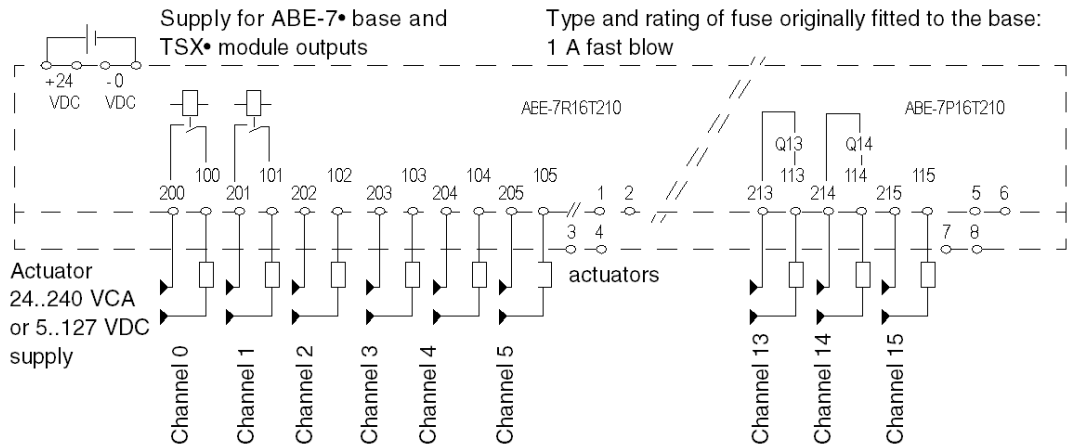 Supply for ABE-7• base and
TSX• module outputs
Type and rating of fuse originally fitted to the base:
1 A fast blow
+24 -0
VDC VDC
ABE-7R16T210 ABE-7P16T210
Q13 Q14
200 100 201 101 202 102 203 103 204 104 205 105 1 2 213 113 214 114 215 115 5 6
3 4 7 8
Actuator
24..240 VCA
or 5..127 VDC
supply
actuators
Channel 0
Channel 1
Channel 2
Channel 3
Channel 4
Channel 5
Channel 13
Channel 14
Channel 15